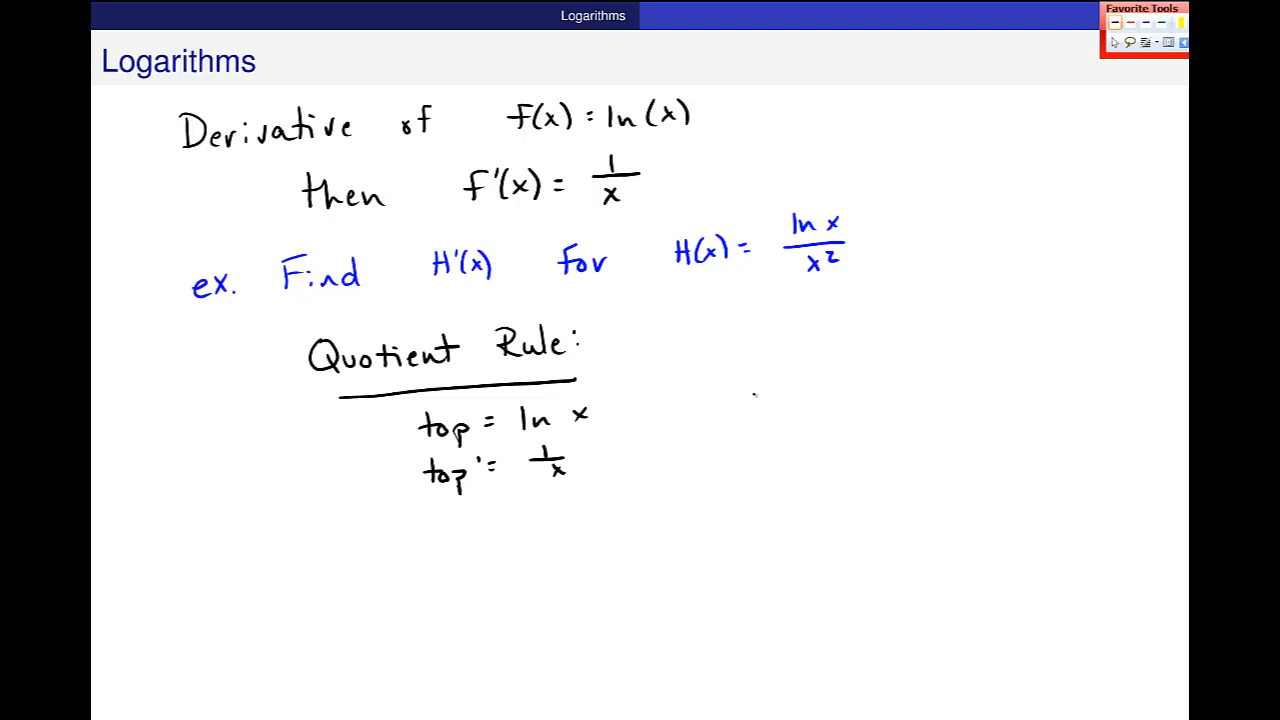 Logarithms
Favorite Tools
Logarithms
Derivative of f(x) = ln(x)
then f'(x) = 1/x
ex. Find H'(x) for H(x) = ln x / x²
Quotient Rule:
top = ln x
top' = 1/x